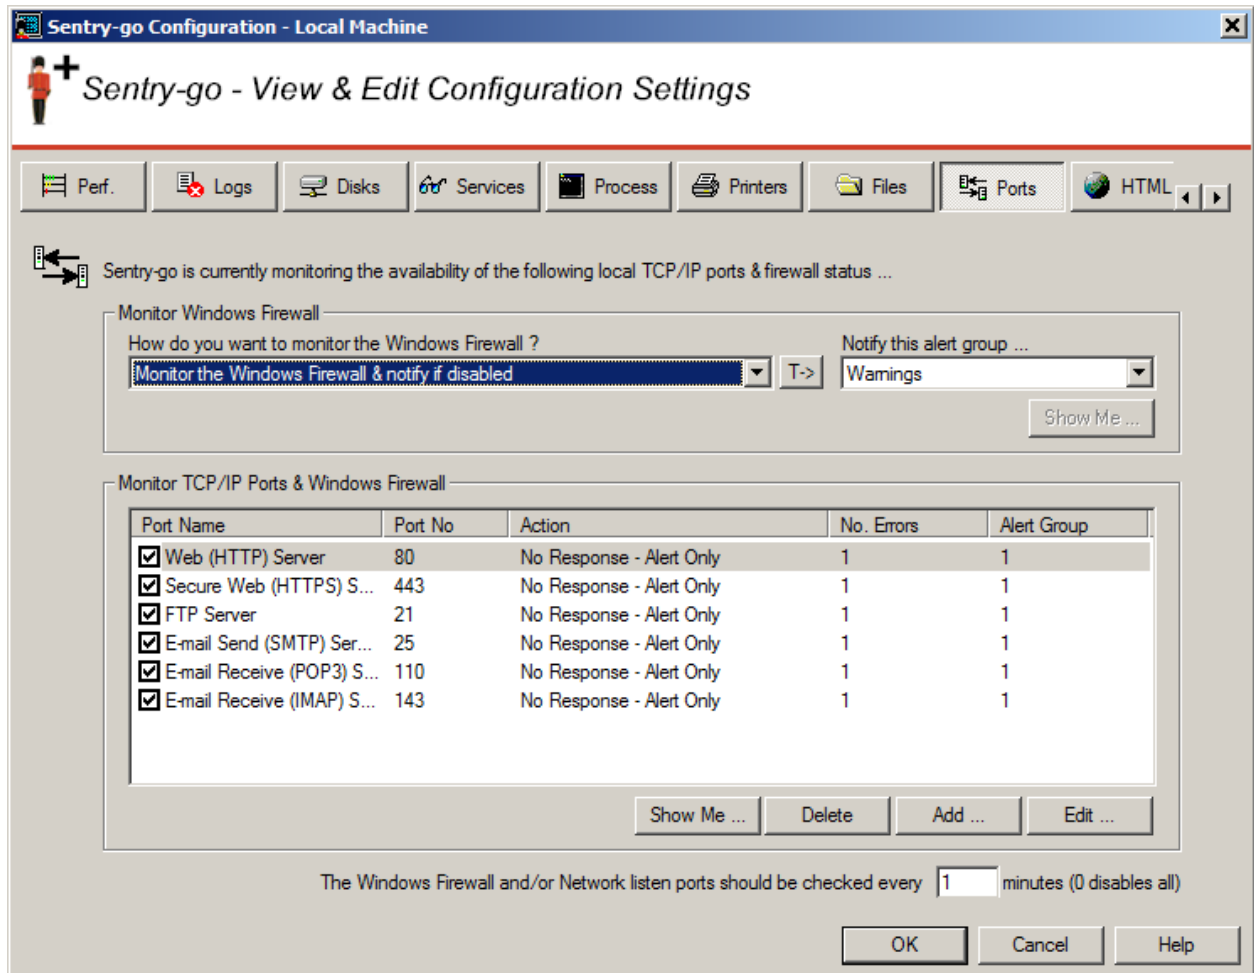 Sentry-go Configuration - Local Machine
Sentry-go - View & Edit Configuration Settings
Perf. Logs Disks Services Process Printers Files Ports HTML
Sentry-go is currently monitoring the availability of the following local TCP/IP ports & firewall status ...
Monitor Windows Firewall
How do you want to monitor the Windows Firewall ? Notify this alert group ...
Monitor the Windows Firewall & notify if disabled T-> Warnings
Show Me ...
Monitor TCP/IP Ports & Windows Firewall
Port Name Port No Action No. Errors Alert Group
Web (HTTP) Server 80 No Response - Alert Only 1 1
Secure Web (HTTPS) S... 443 No Response - Alert Only 1 1
FTP Server 21 No Response - Alert Only 1 1
E-mail Send (SMTP) Ser... 25 No Response - Alert Only 1 1
E-mail Receive (POP3) S... 110 No Response - Alert Only 1 1
E-mail Receive (IMAP) S... 143 No Response - Alert Only 1 1
Show Me ... Delete Add ... Edit ...
The Windows Firewall and/or Network listen ports should be checked every 1 minutes (0 disables all)
OK Cancel Help